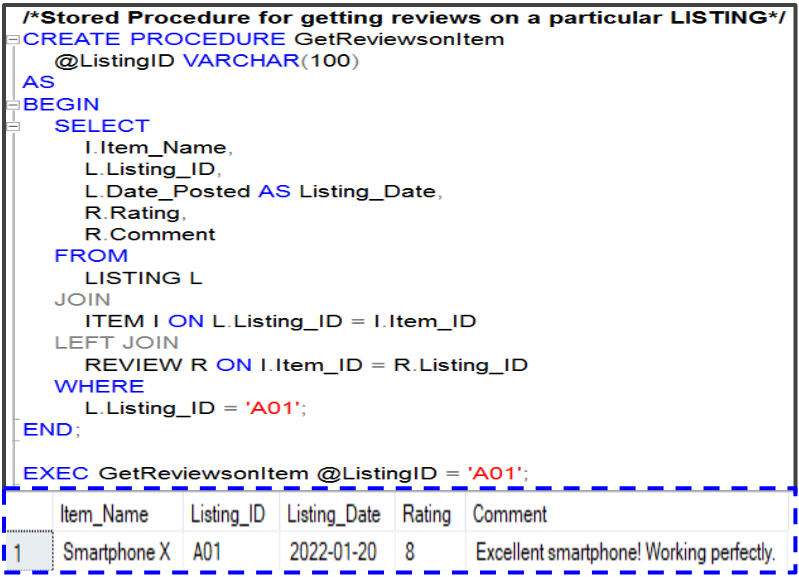 /*Stored Procedure for getting reviews on a particular LISTING*/
CREATE PROCEDURE GetReviewsonItem
@ListingID VARCHAR(100)
AS
BEGIN
SELECT
I.Item_Name,
L.Listing_ID,
L.Date_Posted AS Listing_Date,
R.Rating,
R.Comment
FROM
LISTING L
JOIN
ITEM I ON L.Listing_ID = I.Item_ID
LEFT JOIN
REVIEW R ON I.Item_ID = R.Listing_ID
WHERE
L.Listing_ID = 'A01';
END;
EXEC GetReviewsonItem @ListingID = 'A01';
Item_Name Listing_ID Listing_Date Rating Comment
1 Smartphone X A01 2022-01-20 8 Excellent smartphone! Working perfectly.